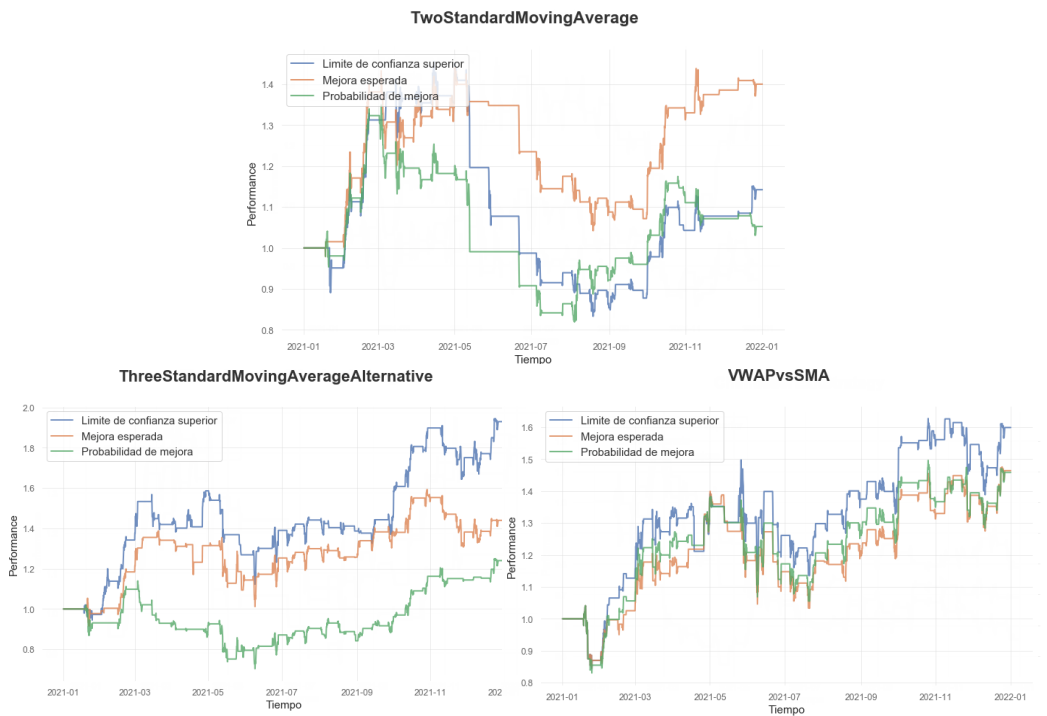 TwoStandardMovingAverage
Limite de confianza superior
Mejora esperada
Probabilidad de mejora
1.4
1.3
1.2
1.1
1.0
0.9
0.8
Performance
2021-01 2021-03 2021-05 2021-07 2021-09 2021-11 2022-01
Tiempo
ThreeStandardMovingAverageAlternative
Limite de confianza superior
Mejora esperada
Probabilidad de mejora
2.0
1.8
1.6
1.4
1.2
1.0
0.8
Performance
2021-01 2021-03 2021-05 2021-07 2021-09 2021-11 202
Tiempo
VWAPvsSMA
Limite de confianza superior
Mejora esperada
Probabilidad de mejora
1.6
1.5
1.4
1.3
1.2
1.1
1.0
0.9
0.8
Performance
2021-01 2021-03 2021-05 2021-07 2021-09 2021-11 2022-01
Tiempo